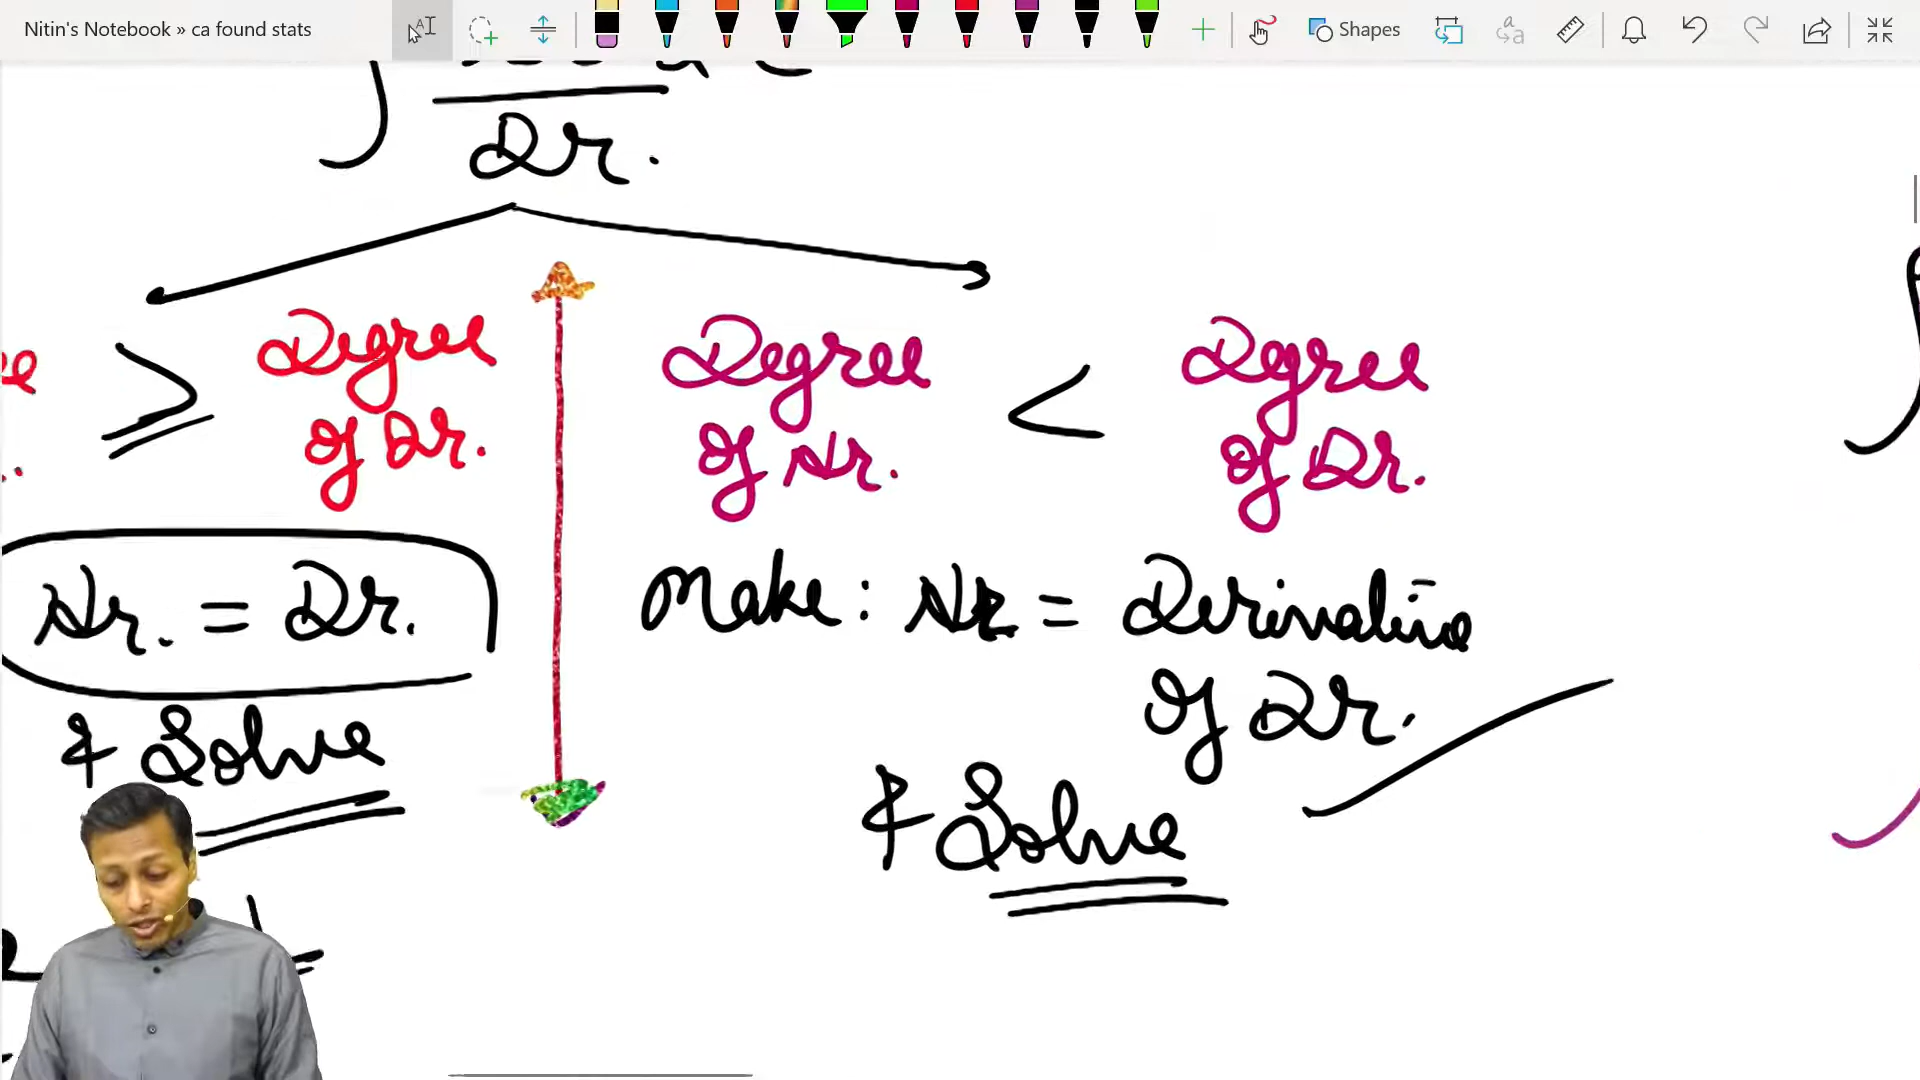 Nitin's Notebook » ca found stats
Shapes
Dr.
≥ Degree of Dr.
Degree of Nr. < Degree of Dr.
Nr. = Dr.
& Solve
Make: Nr = Derivative
of Dr.
& Solve